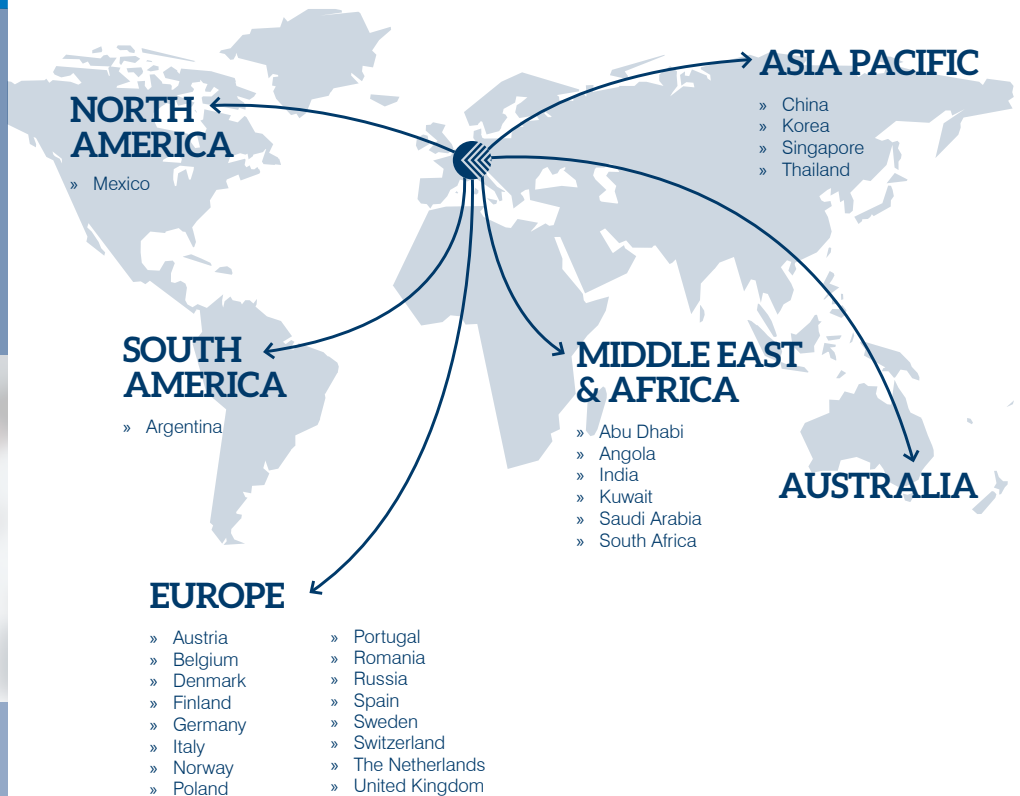 NORTH
AMERICA
» Mexico
ASIA PACIFIC
» China
» Korea
» Singapore
» Thailand
SOUTH
AMERICA
» Argentina
MIDDLE EAST
& AFRICA
» Abu Dhabi
» Angola
» India
» Kuwait
» Saudi Arabia
» South Africa
AUSTRALIA
EUROPE
» Austria
» Belgium
» Denmark
» Finland
» Germany
» Italy
» Norway
» Poland
» Portugal
» Romania
» Russia
» Spain
» Sweden
» Switzerland
» The Netherlands
» United Kingdom